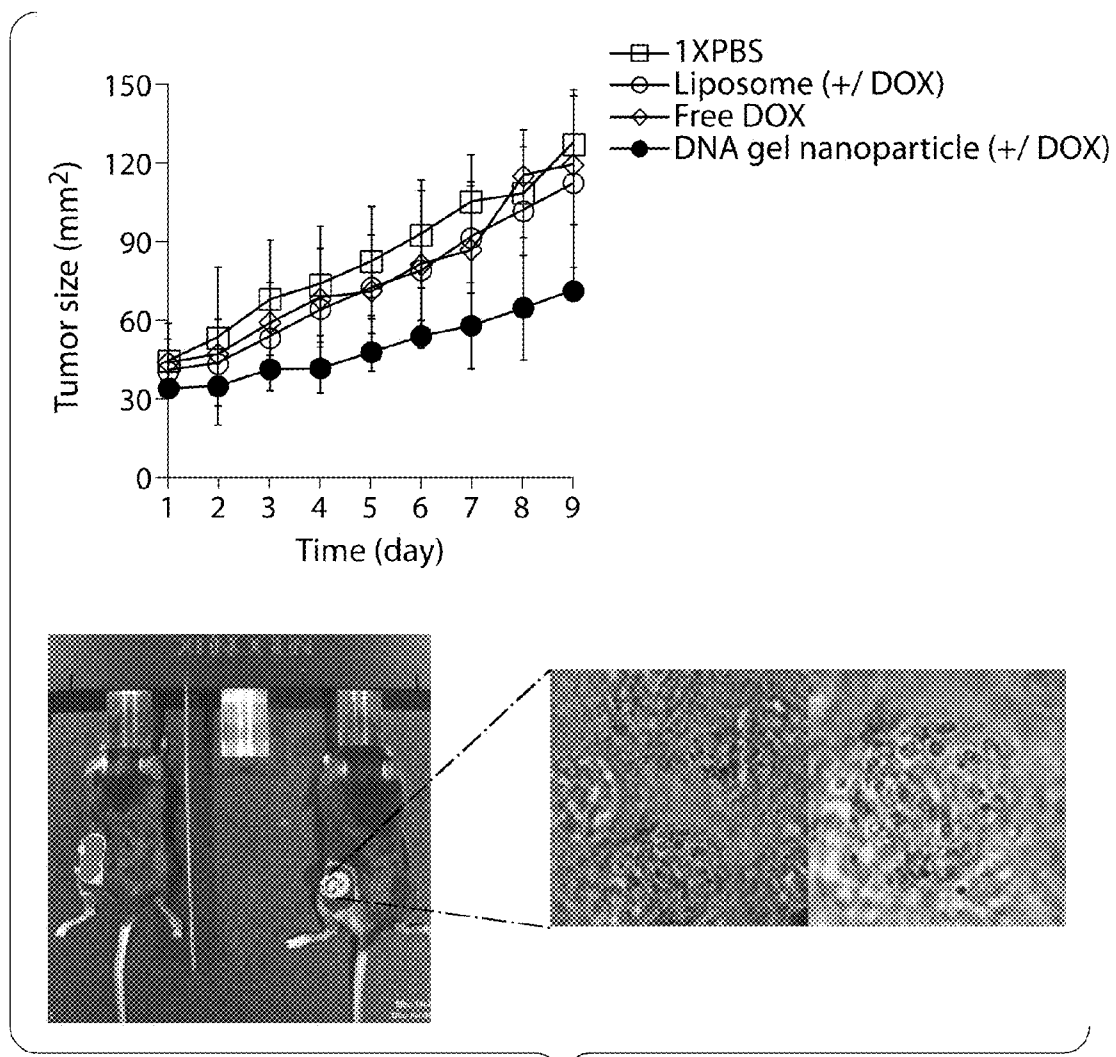 1XPBS
Liposome (+/ DOX)
Free DOX
DNA gel nanoparticle (+/ DOX)
150
120
90
60
30
0
Tumor size (mm²)
1 2 3 4 5 6 7 8 9
Time (day)